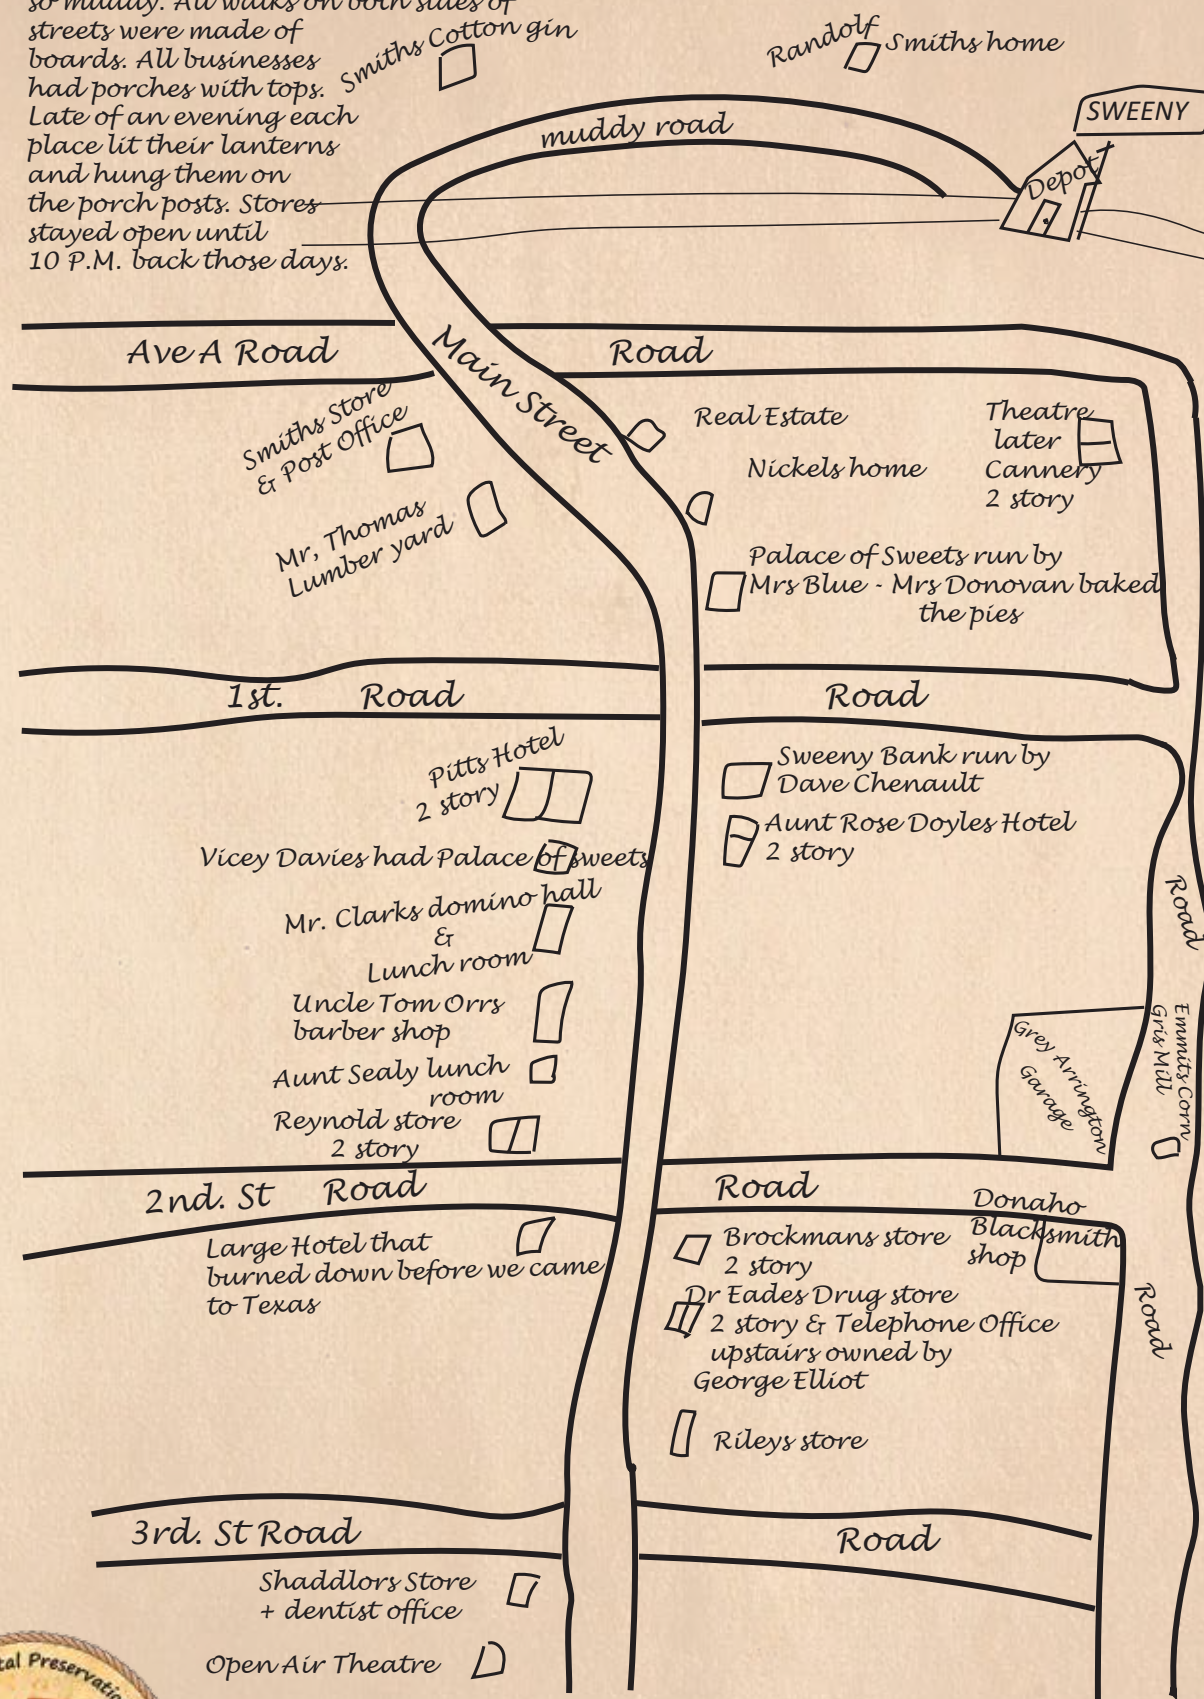 so muddy. All walks on both sides of
streets were made of
boards. All businesses
had porches with tops.
Late of an evening each
place lit their lanterns
and hung them on
the porch posts. Stores
stayed open until
10 P.M. back those days.
Smiths Cotton gin
Randolf Smiths home
SWEENY
muddy road
Depot
Ave A Road
Main Street
Road
Smiths Store
& Post Office
Mr, Thomas
Lumber yard
Real Estate
Nickels home
Theatre
later
Cannery
2 story
Palace of Sweets run by
Mrs Blue - Mrs Donovan baked
the pies
1st. Road
Road
Pitts Hotel
2 story
Vicey Davies had Palace of sweets
Mr. Clarks domino hall
&
Lunch room
Uncle Tom Orrs
barber shop
Aunt Sealy lunch
room
Reynold store
2 story
Sweeny Bank run by
Dave Chenault
Aunt Rose Doyles Hotel
2 story
Road
Grey Arrington
Garage
Emmits Corn
Gris Mill
2nd. St Road
Road
Large Hotel that
burned down before we came
to Texas
Brockmans store
2 story
Donaho
Blacksmith
shop
Dr Eades Drug store
2 story & Telephone Office
upstairs owned by
George Elliot
Rileys store
Road
3rd. St Road
Road
Shaddlors Store
+ dentist office
Open Air Theatre